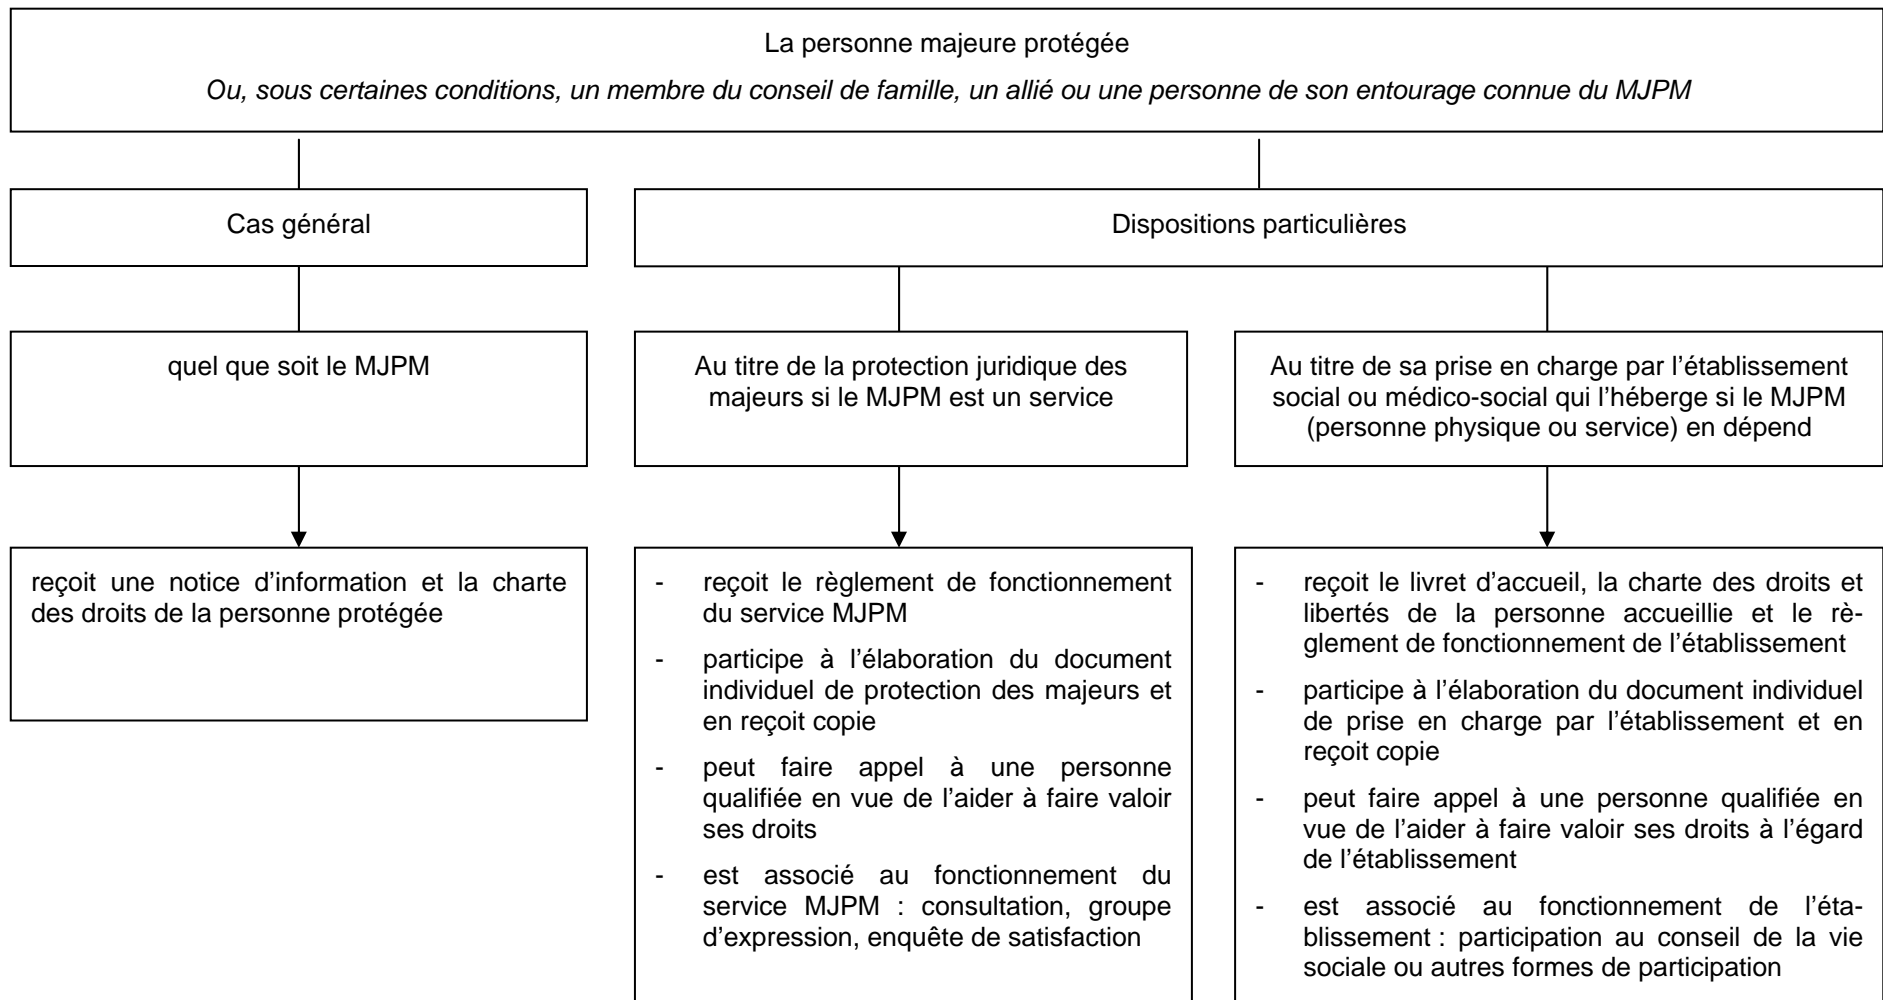 La personne majeure protégée
Ou, sous certaines conditions, un membre du conseil de famille, un allié ou une personne de son entourage connue du MJPM
Cas général
Dispositions particulières
quel que soit le MJPM
Au titre de la protection juridique des
majeurs si le MJPM est un service
Au titre de sa prise en charge par l’établissement
social ou médico-social qui l’héberge si le MJPM
(personne physique ou service) en dépend
reçoit une notice d’information et la charte
des droits de la personne protégée
- reçoit le règlement de fonctionnement
du service MJPM
- participe à l’élaboration du document
individuel de protection des majeurs et
en reçoit copie
- peut faire appel à une personne
qualifiée en vue de l’aider à faire valoir
ses droits
- est associé au fonctionnement du
service MJPM : consultation, groupe
d’expression, enquête de satisfaction
- reçoit le livret d’accueil, la charte des droits et
libertés de la personne accueillie et le rè-
glement de fonctionnement de l’établissement
- participe à l’élaboration du document individuel
de prise en charge par l’établissement et en
reçoit copie
- peut faire appel à une personne qualifiée en
vue de l’aider à faire valoir ses droits à l’égard
de l’établissement
- est associé au fonctionnement de l’éta-
blissement : participation au conseil de la vie
sociale ou autres formes de participation